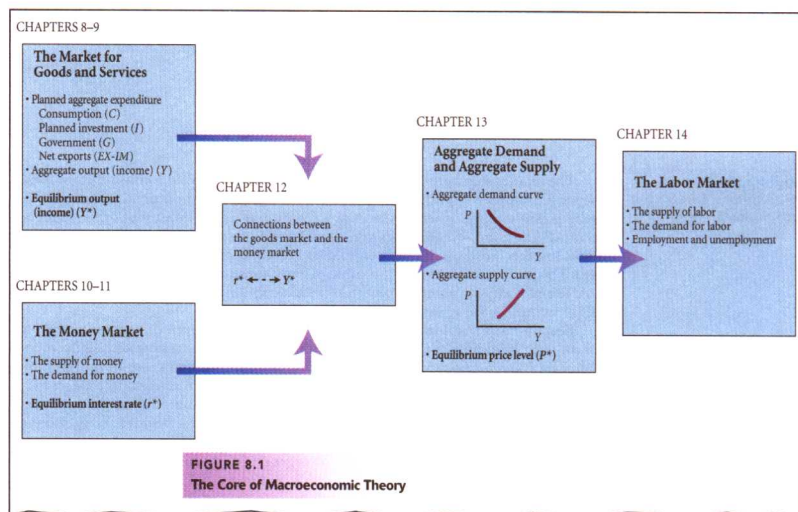 CHAPTERS 8–9
The Market for
Goods and Services
• Planned aggregate expenditure
Consumption (C)
Planned investment (I)
Government (G)
Net exports (EX-IM)
• Aggregate output (income) (Y)
• Equilibrium output
(income) (Y*)
CHAPTERS 10–11
The Money Market
• The supply of money
• The demand for money
• Equilibrium interest rate (r*)
CHAPTER 12
Connections between
the goods market and the
money market
r* ←--→ Y*
CHAPTER 13
Aggregate Demand
and Aggregate Supply
• Aggregate demand curve
P
Y
• Aggregate supply curve
P
Y
• Equilibrium price level (P*)
CHAPTER 14
The Labor Market
• The supply of labor
• The demand for labor
• Employment and unemployment
FIGURE 8.1
The Core of Macroeconomic Theory